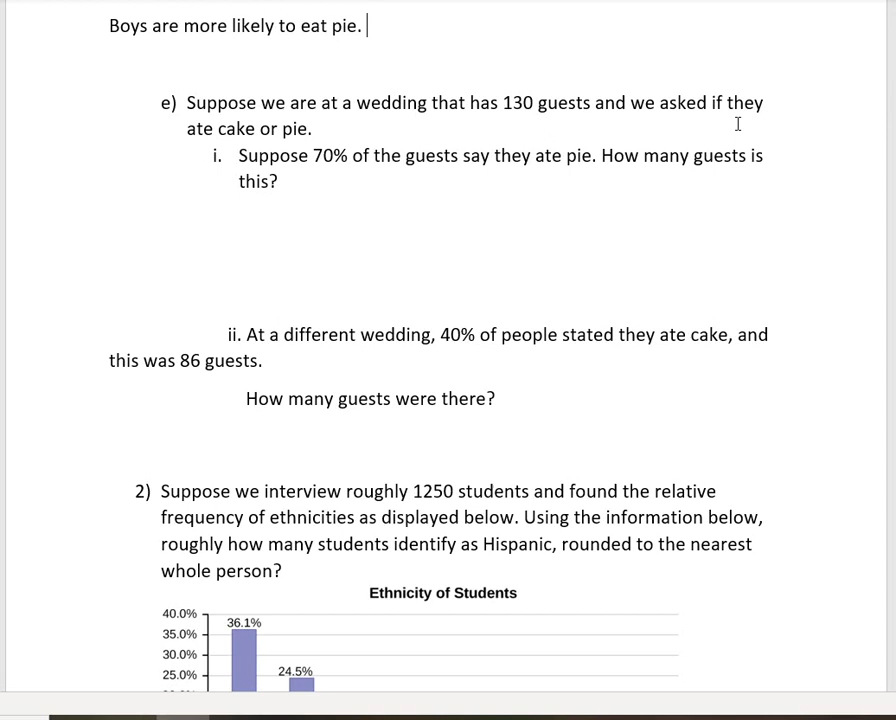 Boys are more likely to eat pie.
e) Suppose we are at a wedding that has 130 guests and we asked if they
ate cake or pie.
i. Suppose 70% of the guests say they ate pie. How many guests is
this?
ii. At a different wedding, 40% of people stated they ate cake, and
this was 86 guests.
How many guests were there?
2) Suppose we interview roughly 1250 students and found the relative
frequency of ethnicities as displayed below. Using the information below,
roughly how many students identify as Hispanic, rounded to the nearest
whole person?
Ethnicity of Students
40.0%
36.1%
35.0%
30.0%
24.5%
25.0%